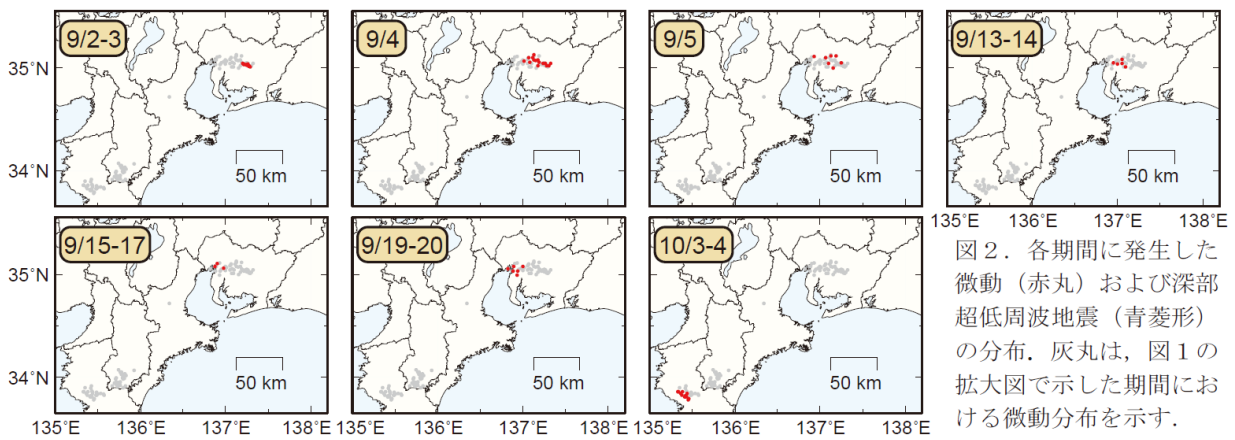 9/2-3
9/4
9/5
9/13-14
35°N
34°N
50 km
50 km
50 km
50 km
135°E 136°E 137°E 138°E
9/15-17
9/19-20
10/3-4
35°N
34°N
50 km
50 km
50 km
135°E 136°E 137°E 138°E 135°E 136°E 137°E 138°E 135°E 136°E 137°E 138°E
図2．各期間に発生した
微動（赤丸）および深部
超低周波地震（青菱形）
の分布．灰丸は，図1の
拡大図で示した期間にお
ける微動分布を示す．